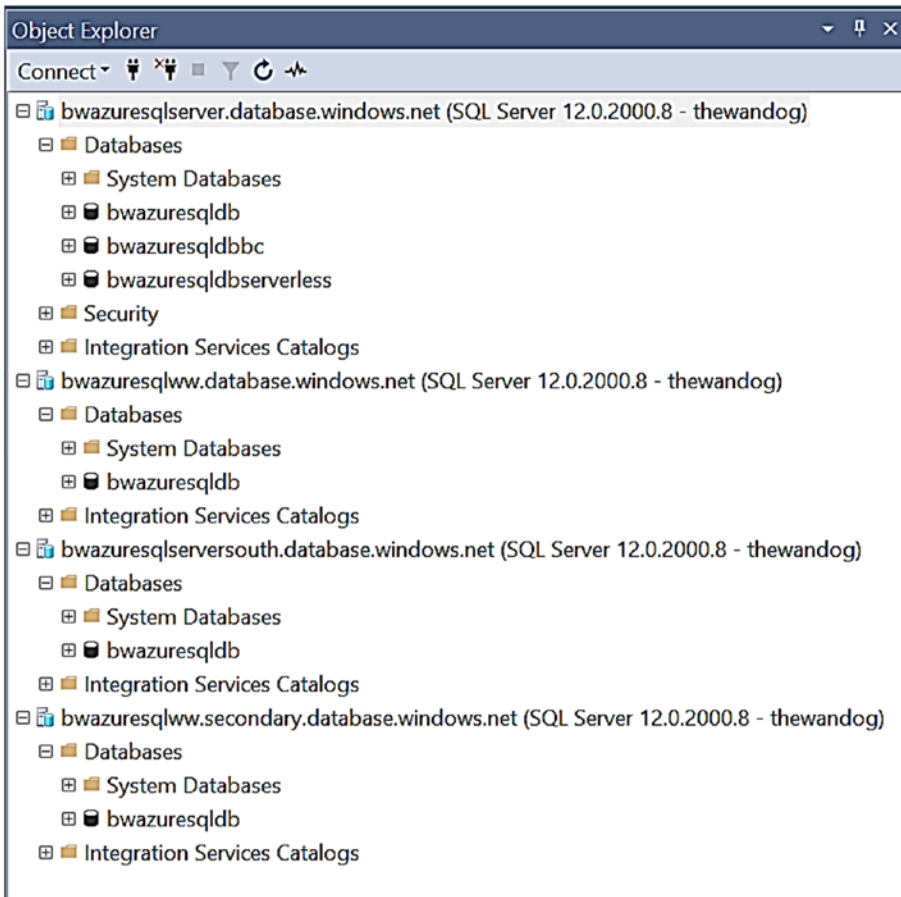 Object Explorer
Connect
bwazuresqlserver.database.windows.net (SQL Server 12.0.2000.8 - thewandog)
Databases
System Databases
bwazuresqldb
bwazuresqldbbc
bwazuresqldbserverless
Security
Integration Services Catalogs
bwazuresqlww.database.windows.net (SQL Server 12.0.2000.8 - thewandog)
Databases
System Databases
bwazuresqldb
Integration Services Catalogs
bwazuresqlserversouth.database.windows.net (SQL Server 12.0.2000.8 - thewandog)
Databases
System Databases
bwazuresqldb
Integration Services Catalogs
bwazuresqlww.secondary.database.windows.net (SQL Server 12.0.2000.8 - thewandog)
Databases
System Databases
bwazuresqldb
Integration Services Catalogs